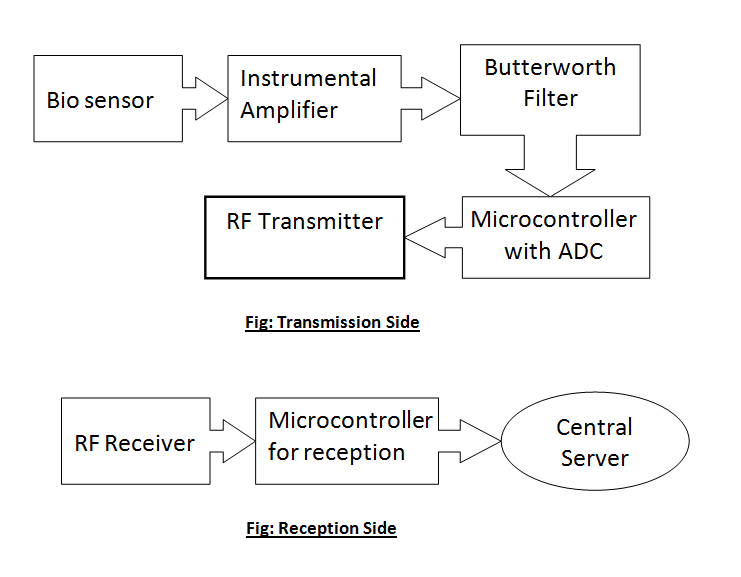 Bio sensor
Instrumental
Amplifier
Butterworth
Filter
RF Transmitter
Microcontroller
with ADC
Fig: Transmission Side
RF Receiver
Microcontroller
for reception
Central
Server
Fig: Reception Side